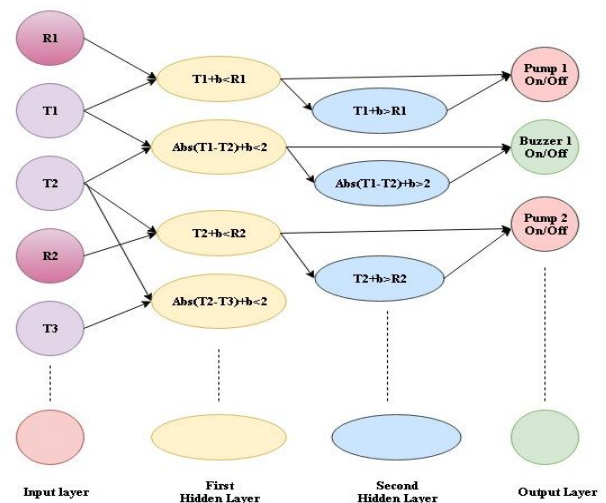 R1
T1
T2
R2
T3
T1+b<R1
Abs(T1-T2)+b<2
T2+b<R2
Abs(T2-T3)+b<2
T1+b>R1
Abs(T1-T2)+b>2
T2+b>R2
Pump 1
On/Off
Buzzer 1
On/Off
Pump 2
On/Off
Input layer
First
Hidden Layer
Second
Hidden Layer
Output Layer